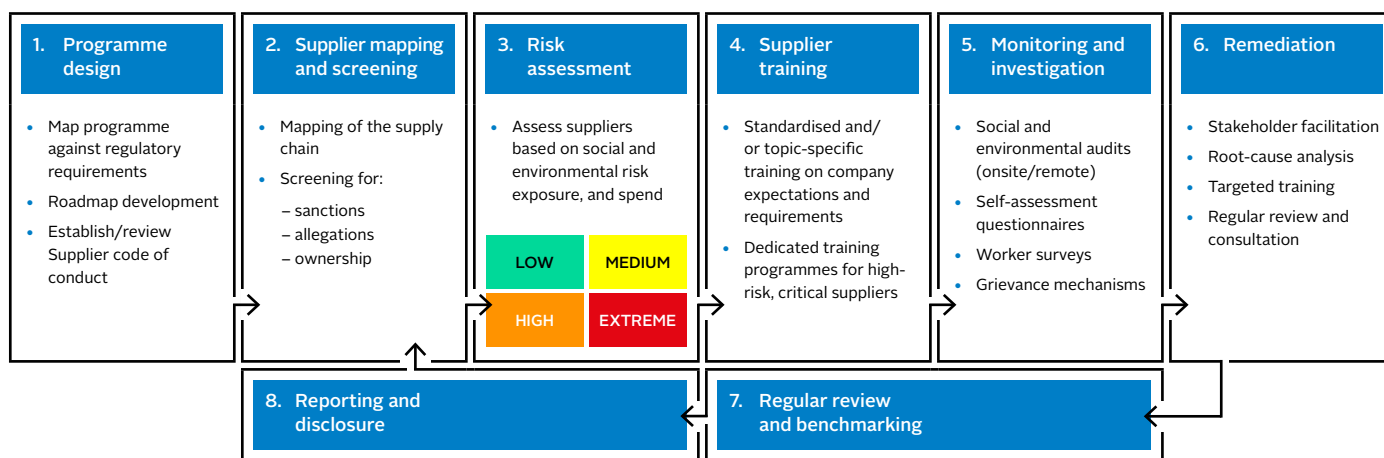 1. Programme
design
• Map programme
against regulatory
requirements
• Roadmap development
• Establish/review
Supplier code of
conduct
2. Supplier mapping
and screening
• Mapping of the supply
chain
• Screening for:
– sanctions
– allegations
– ownership
3. Risk
assessment
• Assess suppliers
based on social and
environmental risk
exposure, and spend
LOW
MEDIUM
HIGH
EXTREME
4. Supplier
training
• Standardised and/
or topic-specific
training on company
expectations and
requirements
• Dedicated training
programmes for high-
risk, critical suppliers
5. Monitoring and
investigation
• Social and
environmental audits
(onsite/remote)
• Self-assessment
questionnaires
• Worker surveys
• Grievance mechanisms
6. Remediation
• Stakeholder facilitation
• Root-cause analysis
• Targeted training
• Regular review and
consultation
7. Regular review
and benchmarking
8. Reporting and
disclosure